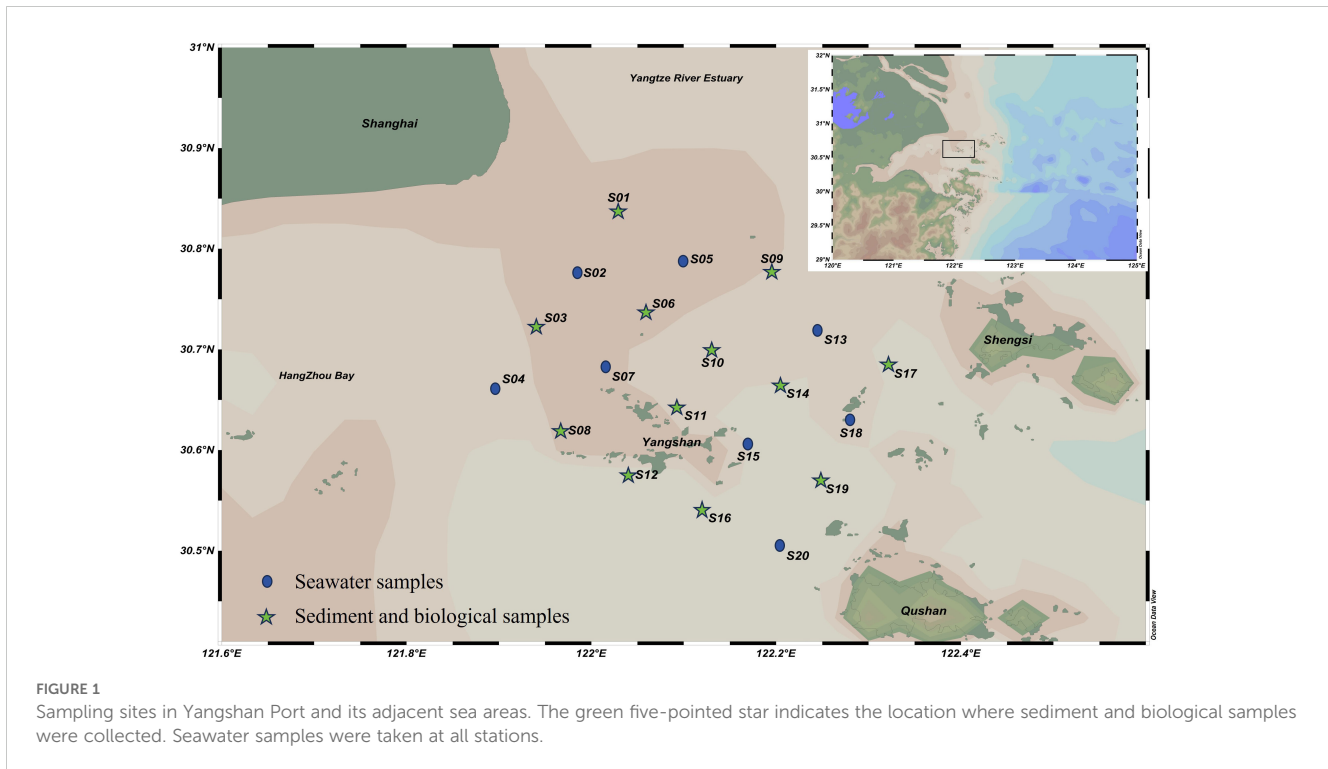 31°N
30.9°N
30.8°N
30.7°N
30.6°N
30.5°N
121.6°E
121.8°E
122°E
122.2°E
122.4°E
Yangtze River Estuary
Shanghai
S01
S02
S05
S09
S03
S06
S13
S10
Shengsi
HangZhou Bay
S04
S07
S17
S14
S11
S08
Yangshan
S15
S18
S12
S19
S16
S20
Qushan
Seawater samples
Sediment and biological samples
Ocean Data View
32°N
31.5°N
31°N
30.5°N
30°N
29.5°N
29°N
120°E
121°E
122°E
123°E
124°E
125°E
Ocean Data View
FIGURE 1
Sampling sites in Yangshan Port and its adjacent sea areas. The green five-pointed star indicates the location where sediment and biological samples
were collected. Seawater samples were taken at all stations.